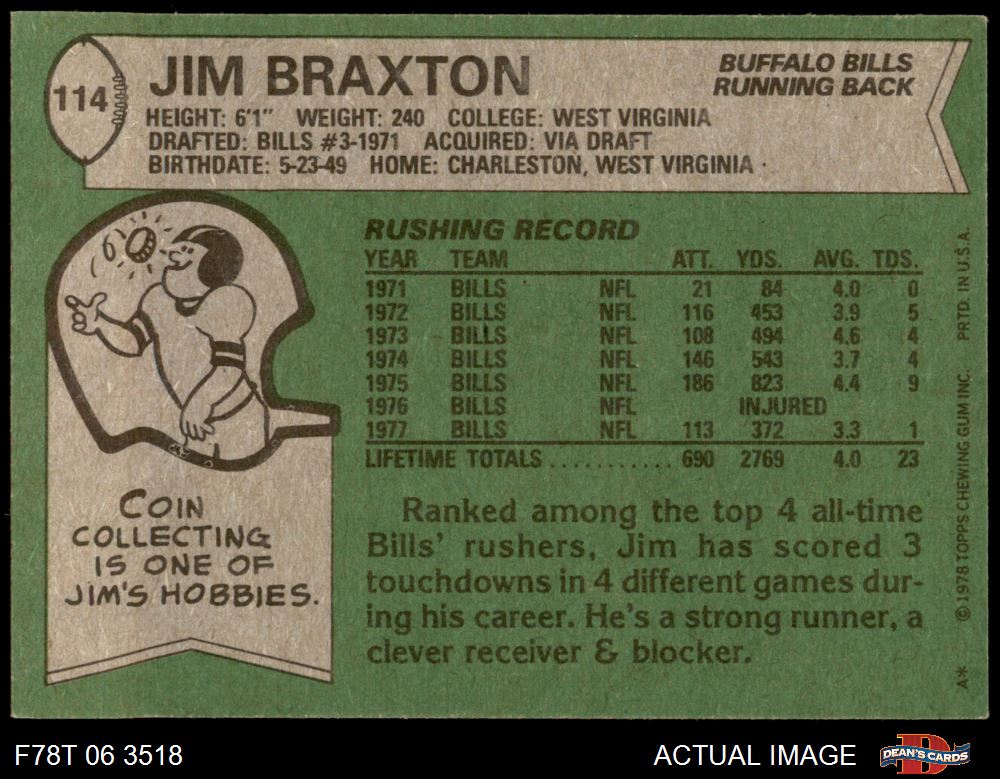 114
JIM BRAXTON
BUFFALO BILLS
RUNNING BACK
HEIGHT: 6'1" WEIGHT: 240 COLLEGE: WEST VIRGINIA
DRAFTED: BILLS #3-1971 ACQUIRED: VIA DRAFT
BIRTHDATE: 5-23-49 HOME: CHARLESTON, WEST VIRGINIA
RUSHING RECORD
YEAR TEAM ATT. YDS. AVG. TDS.
1971 BILLS NFL 21 84 4.0 0
1972 BILLS NFL 116 453 3.9 5
1973 BILLS NFL 108 494 4.6 4
1974 BILLS NFL 146 543 3.7 4
1975 BILLS NFL 186 823 4.4 9
1976 BILLS NFL INJURED
1977 BILLS NFL 113 372 3.3 1
LIFETIME TOTALS ........... 690 2769 4.0 23
COIN
COLLECTING
IS ONE OF
JIM'S HOBBIES.
Ranked among the top 4 all-time
Bills' rushers, Jim has scored 3
touchdowns in 4 different games dur-
ing his career. He's a strong runner, a
clever receiver & blocker.
A* ©1978 TOPPS CHEWING GUM INC. PRTD. IN U.S.A.
F78T 06 3518
ACTUAL IMAGE
DEAN'S CARDS